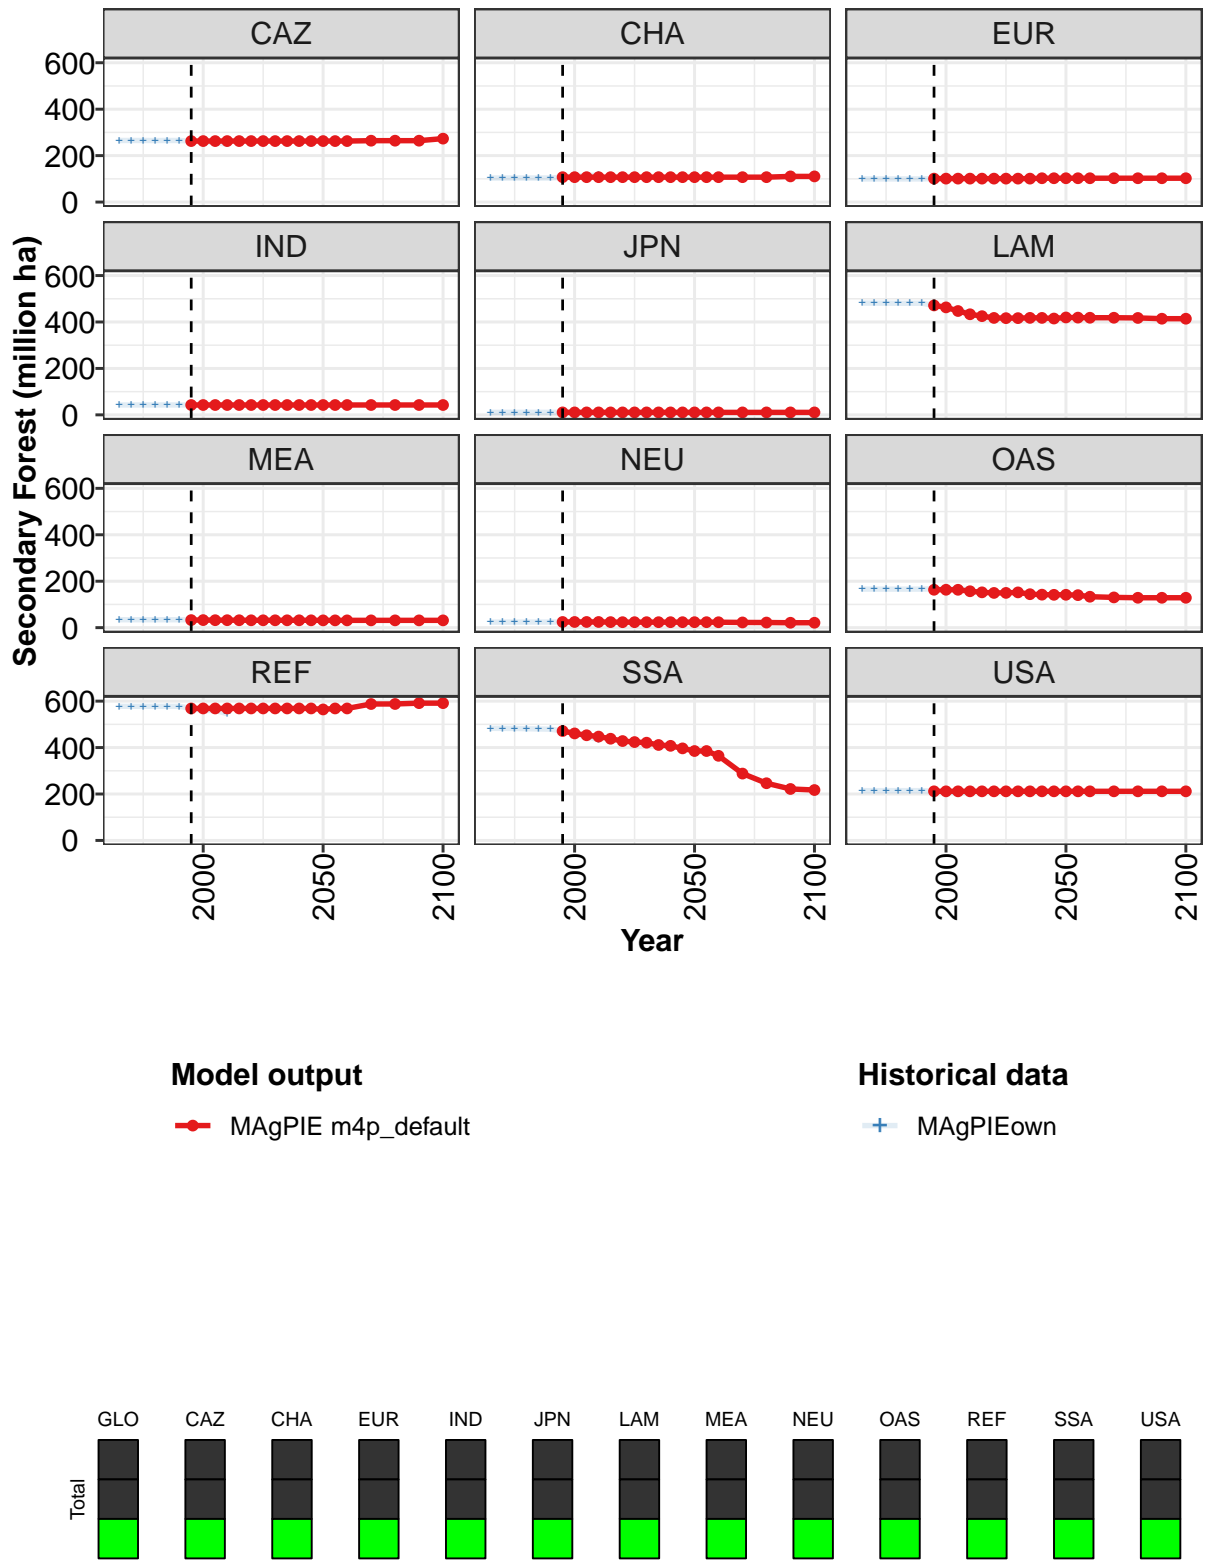 CAZ CHA EUR
600
400
200
0
IND JPN LAM
600
400
200
0
MEA NEU OAS
600
400
200
0
REF SSA USA
600
400
200
0
Secondary Forest (million ha)
2000 2050 2100 2000 2050 2100 2000 2050 2100
Year
Model output Historical data
MAgPIE m4p_default MAgPIEown
GLO CAZ CHA EUR IND JPN LAM MEA NEU OAS REF SSA USA
Total